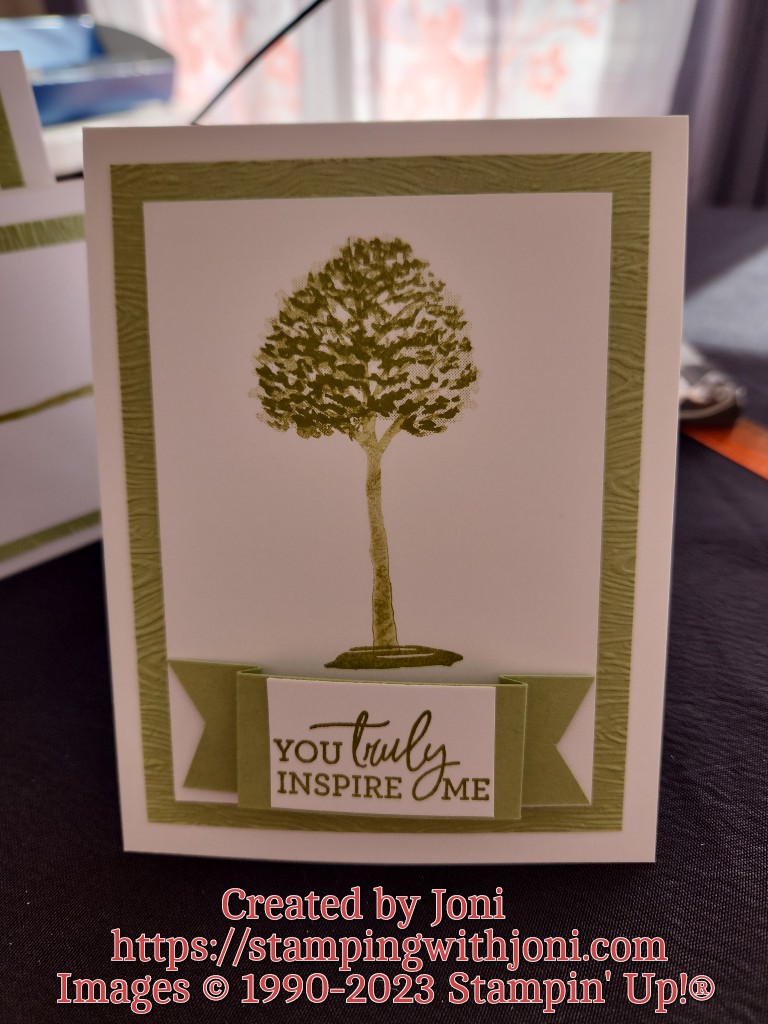 YOU truly
INSPIRE ME
Created by Joni
https://stampingwithjoni.com
Images © 1990-2023 Stampin' Up!®